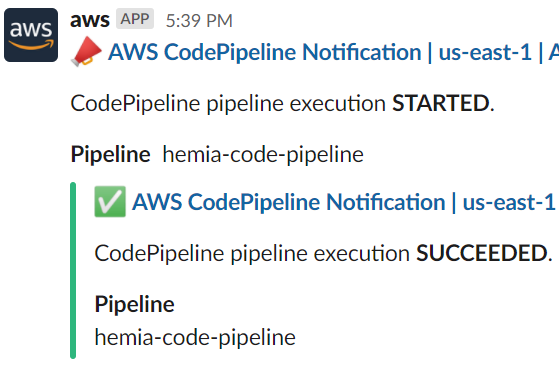 aws
aws APP 5:39 PM
AWS CodePipeline Notification | us-east-1 | A
CodePipeline pipeline execution STARTED.
Pipeline hemia-code-pipeline
AWS CodePipeline Notification | us-east-1
CodePipeline pipeline execution SUCCEEDED.
Pipeline
hemia-code-pipeline